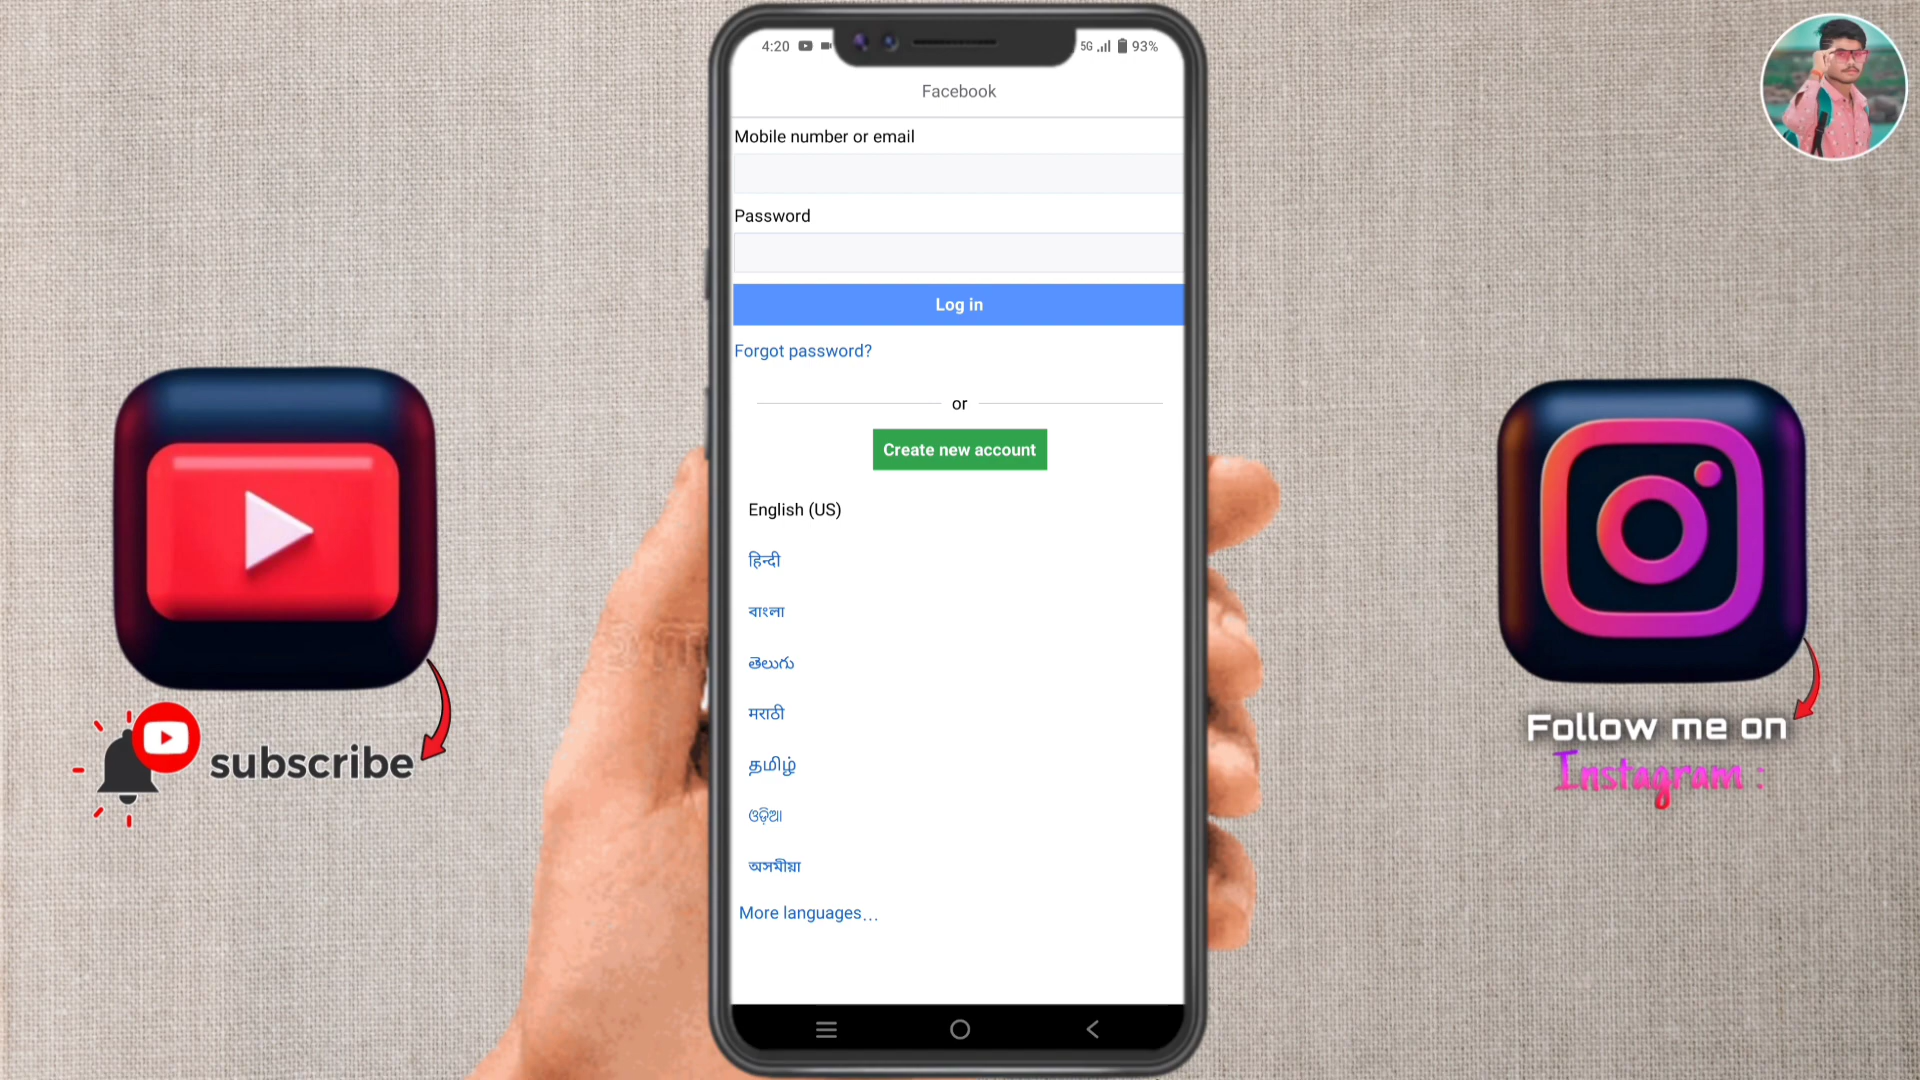 4:20 5G 93%
Facebook
Mobile number or email
Password
Log in
Forgot password?
or
Create new account
English (US)
हिन्दी
বাংলা
తెలుగు
मराठी
தமிழ்
ଓଡ଼ିଆ
অসমীয়া
More languages...
subscribe
Follow me on
Instagram :